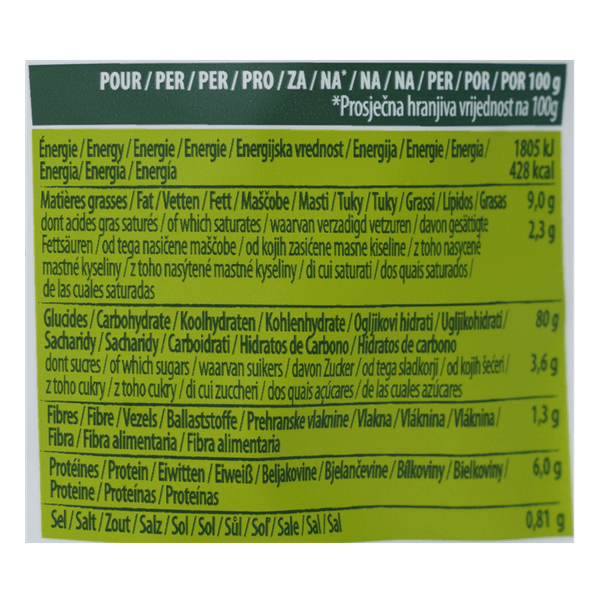 POUR / PER / PER / PRO / ZA / NA* / NA / NA / PER / POR / POR 100 g
*Prosječna hranjiva vrijednost na 100g
Énergie / Energy / Energie / Energie / Energijska vrednost / Energija / Energie / Energia / 1805 kJ
Energia/ Energia / Energía 428 kcal
Matières grasses / Fat / Vetten / Fett / Maščobe / Masti / Tuky / Tuky / Grassi / Lípidos / Grasas 9,0 g
dont acides gras saturés / of which saturates / waarvan verzadigd vetzuren / davon gesättigte 2,3 g
Fettsäuren / od tega nasičene maščobe / od kojih zasićene masne kiseline / z toho nasycené
mastné kyseliny / z toho nasýtené mastné kyseliny / di cui saturati / dos quais saturados /
de las cuales saturadas
Glucides / Carbohydrate / Koolhydraten / Kohlenhydrate / Ogljikovi hidrati / Ugljikohidrati / 80 g
Sacharidy / Sacharidy / Carboidrati / Hidratos de Carbono / Hidratos de carbono
dont sucres / of which sugars / waarvan suikers / davon Zucker / od tega sladkorji / od kojih šećeri / 3,6 g
z toho cukry / z toho cukry / di cui zuccheri / dos quais açúcares / de las cuales azúcares
Fibres / Fibre / Vezels / Ballaststoffe / Prehranske vlaknine / Vlakna / Vláknina / Vláknina / 1,3 g
Fibra / Fibra alimentaria / Fibra alimentaria
Protéines / Protein / Eiwitten / Eiweiß / Beljakovine / Bjelančevine / Bílkoviny / Bielkoviny / 6,0 g
Proteine / Proteínas / Proteínas
Sel / Salt / Zout / Salz / Sol / Sol / Sůl / Soľ / Sale / Sal / Sal 0,81 g